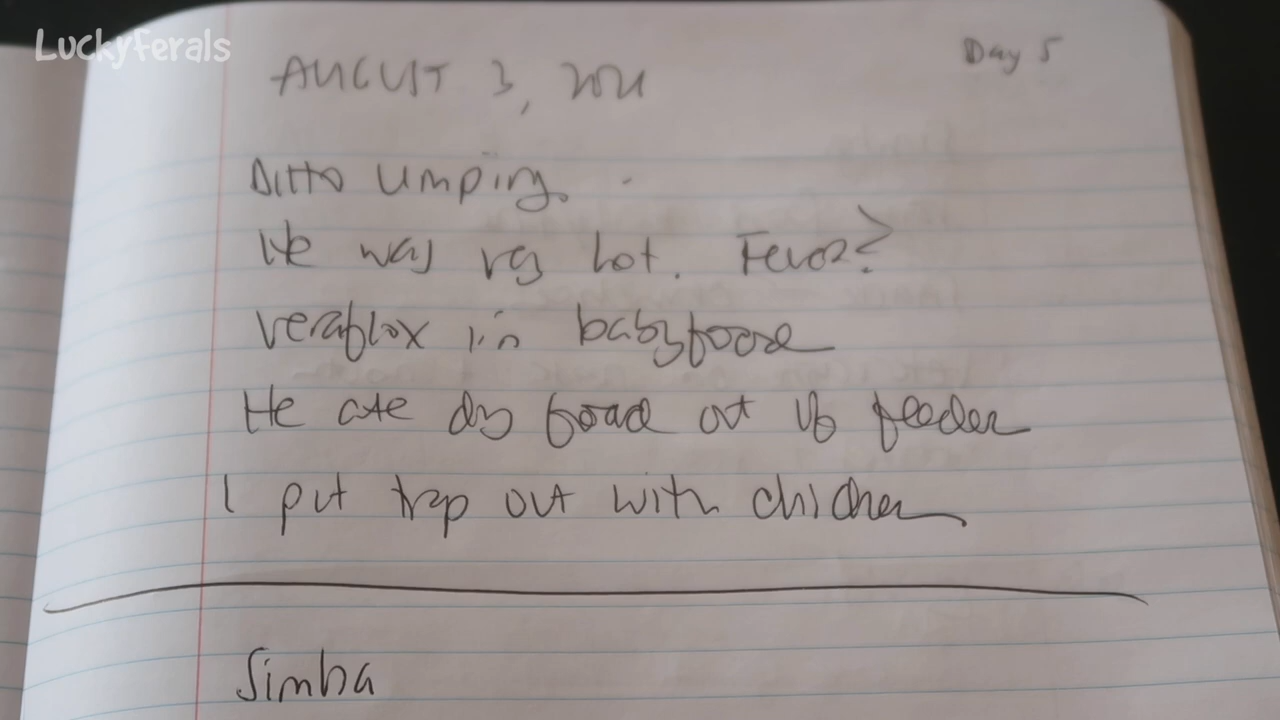 LuckyFerals
Day 5
AUGUST 3, 2021
Ditto limping.
He was very hot. Fever?
Veraflox in babyfood
He ate dry food out of feeder
I put trap out with chicken
Simba